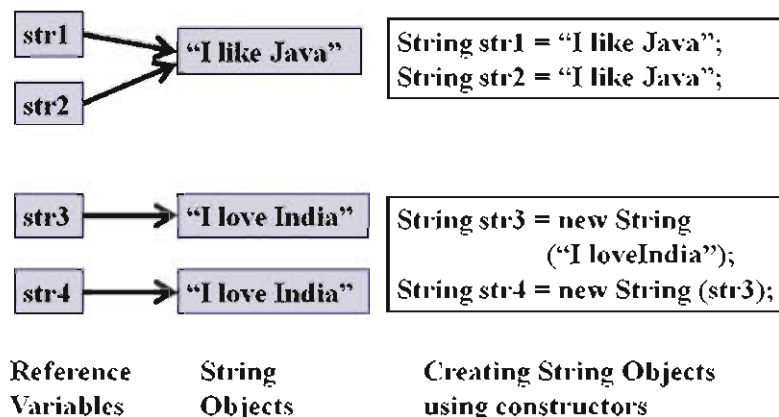 str1
str2
“I like Java”
String str1 = “I like Java”;
String str2 = “I like Java”;
str3
“I love India”
str4
“I love India”
String str3 = new String
(“I loveIndia”);
String str4 = new String (str3);
Reference
Variables
String
Objects
Creating String Objects
using constructors